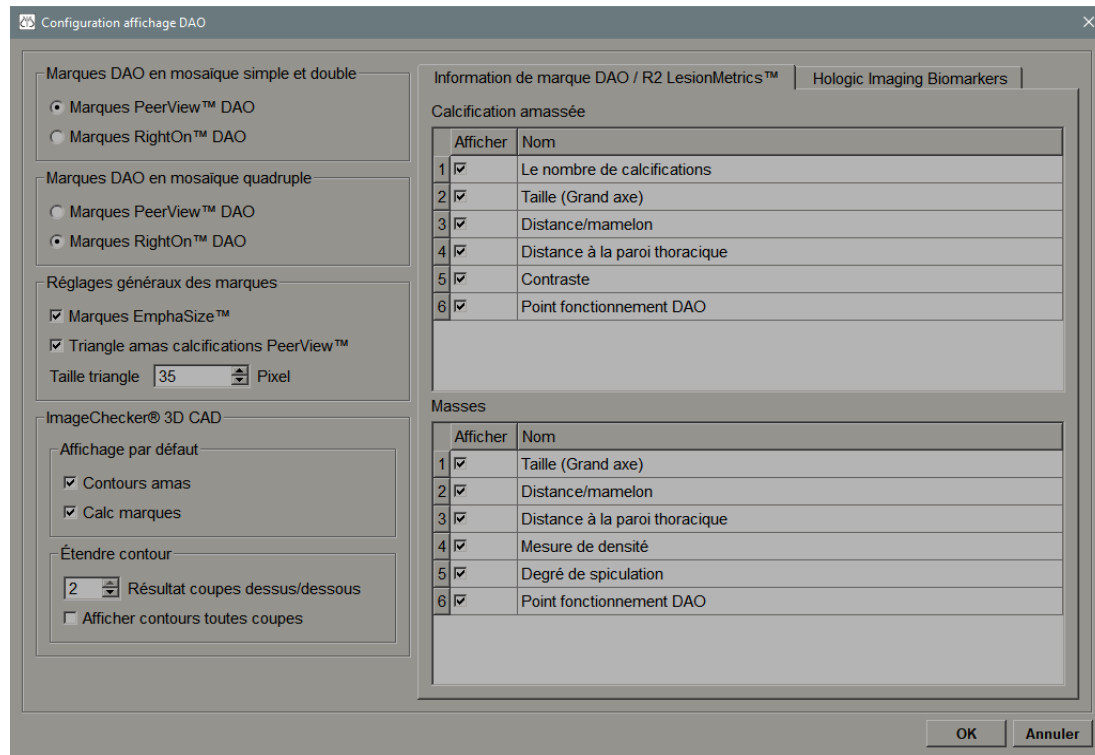 Configuration affichage DAO
Marques DAO en mosaïque simple et double
Marques PeerView™ DAO
Marques RightOn™ DAO
Marques DAO en mosaïque quadruple
Marques PeerView™ DAO
Marques RightOn™ DAO
Réglages généraux des marques
Marques EmphaSize™
Triangle amas calcifications PeerView™
Taille triangle 35 Pixel
ImageChecker® 3D CAD
Affichage par défaut
Contours amas
Calc marques
Étendre contour
2 Résultat coupes dessus/dessous
Afficher contours toutes coupes
Information de marque DAO / R2 LesionMetrics™ Hologic Imaging Biomarkers
Calcification amassée
Afficher Nom
1 Le nombre de calcifications
2 Taille (Grand axe)
3 Distance/mamelon
4 Distance à la paroi thoracique
5 Contraste
6 Point fonctionnement DAO
Masses
Afficher Nom
1 Taille (Grand axe)
2 Distance/mamelon
3 Distance à la paroi thoracique
4 Mesure de densité
5 Degré de spiculation
6 Point fonctionnement DAO
OK Annuler